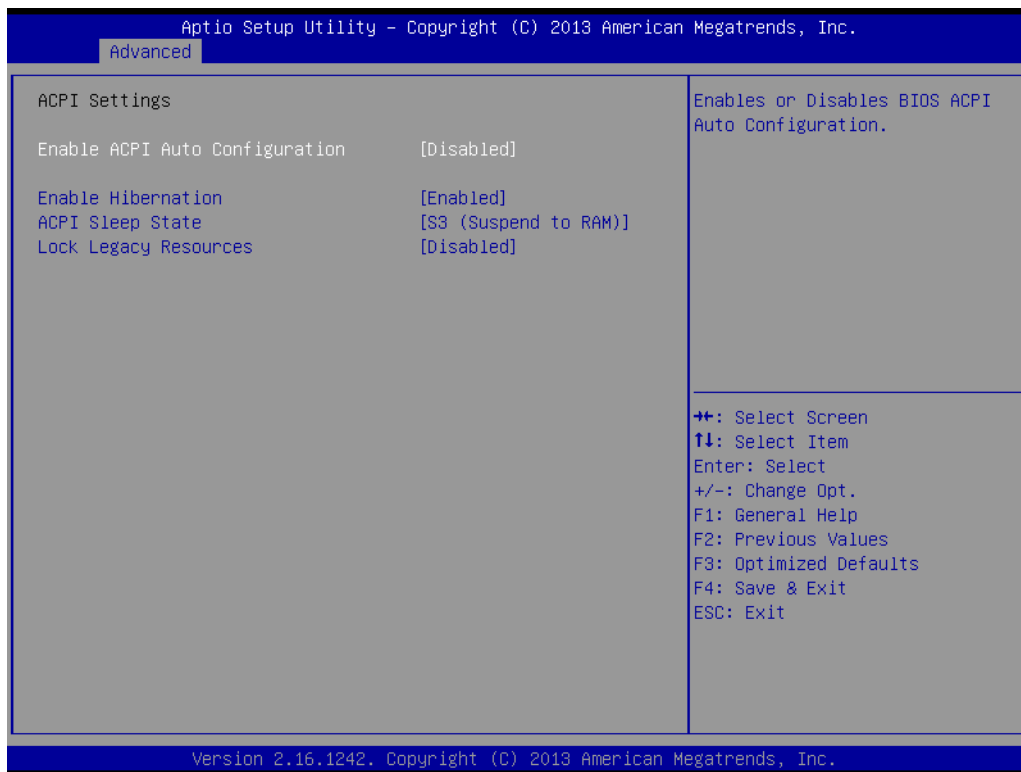 Aptio Setup Utility – Copyright (C) 2013 American Megatrends, Inc.
Advanced
ACPI Settings
Enable ACPI Auto Configuration [Disabled]
Enable Hibernation [Enabled]
ACPI Sleep State [S3 (Suspend to RAM)]
Lock Legacy Resources [Disabled]
Enables or Disables BIOS ACPI
Auto Configuration.
→←: Select Screen
↑↓: Select Item
Enter: Select
+/-: Change Opt.
F1: General Help
F2: Previous Values
F3: Optimized Defaults
F4: Save & Exit
ESC: Exit
Version 2.16.1242. Copyright (C) 2013 American Megatrends, Inc.